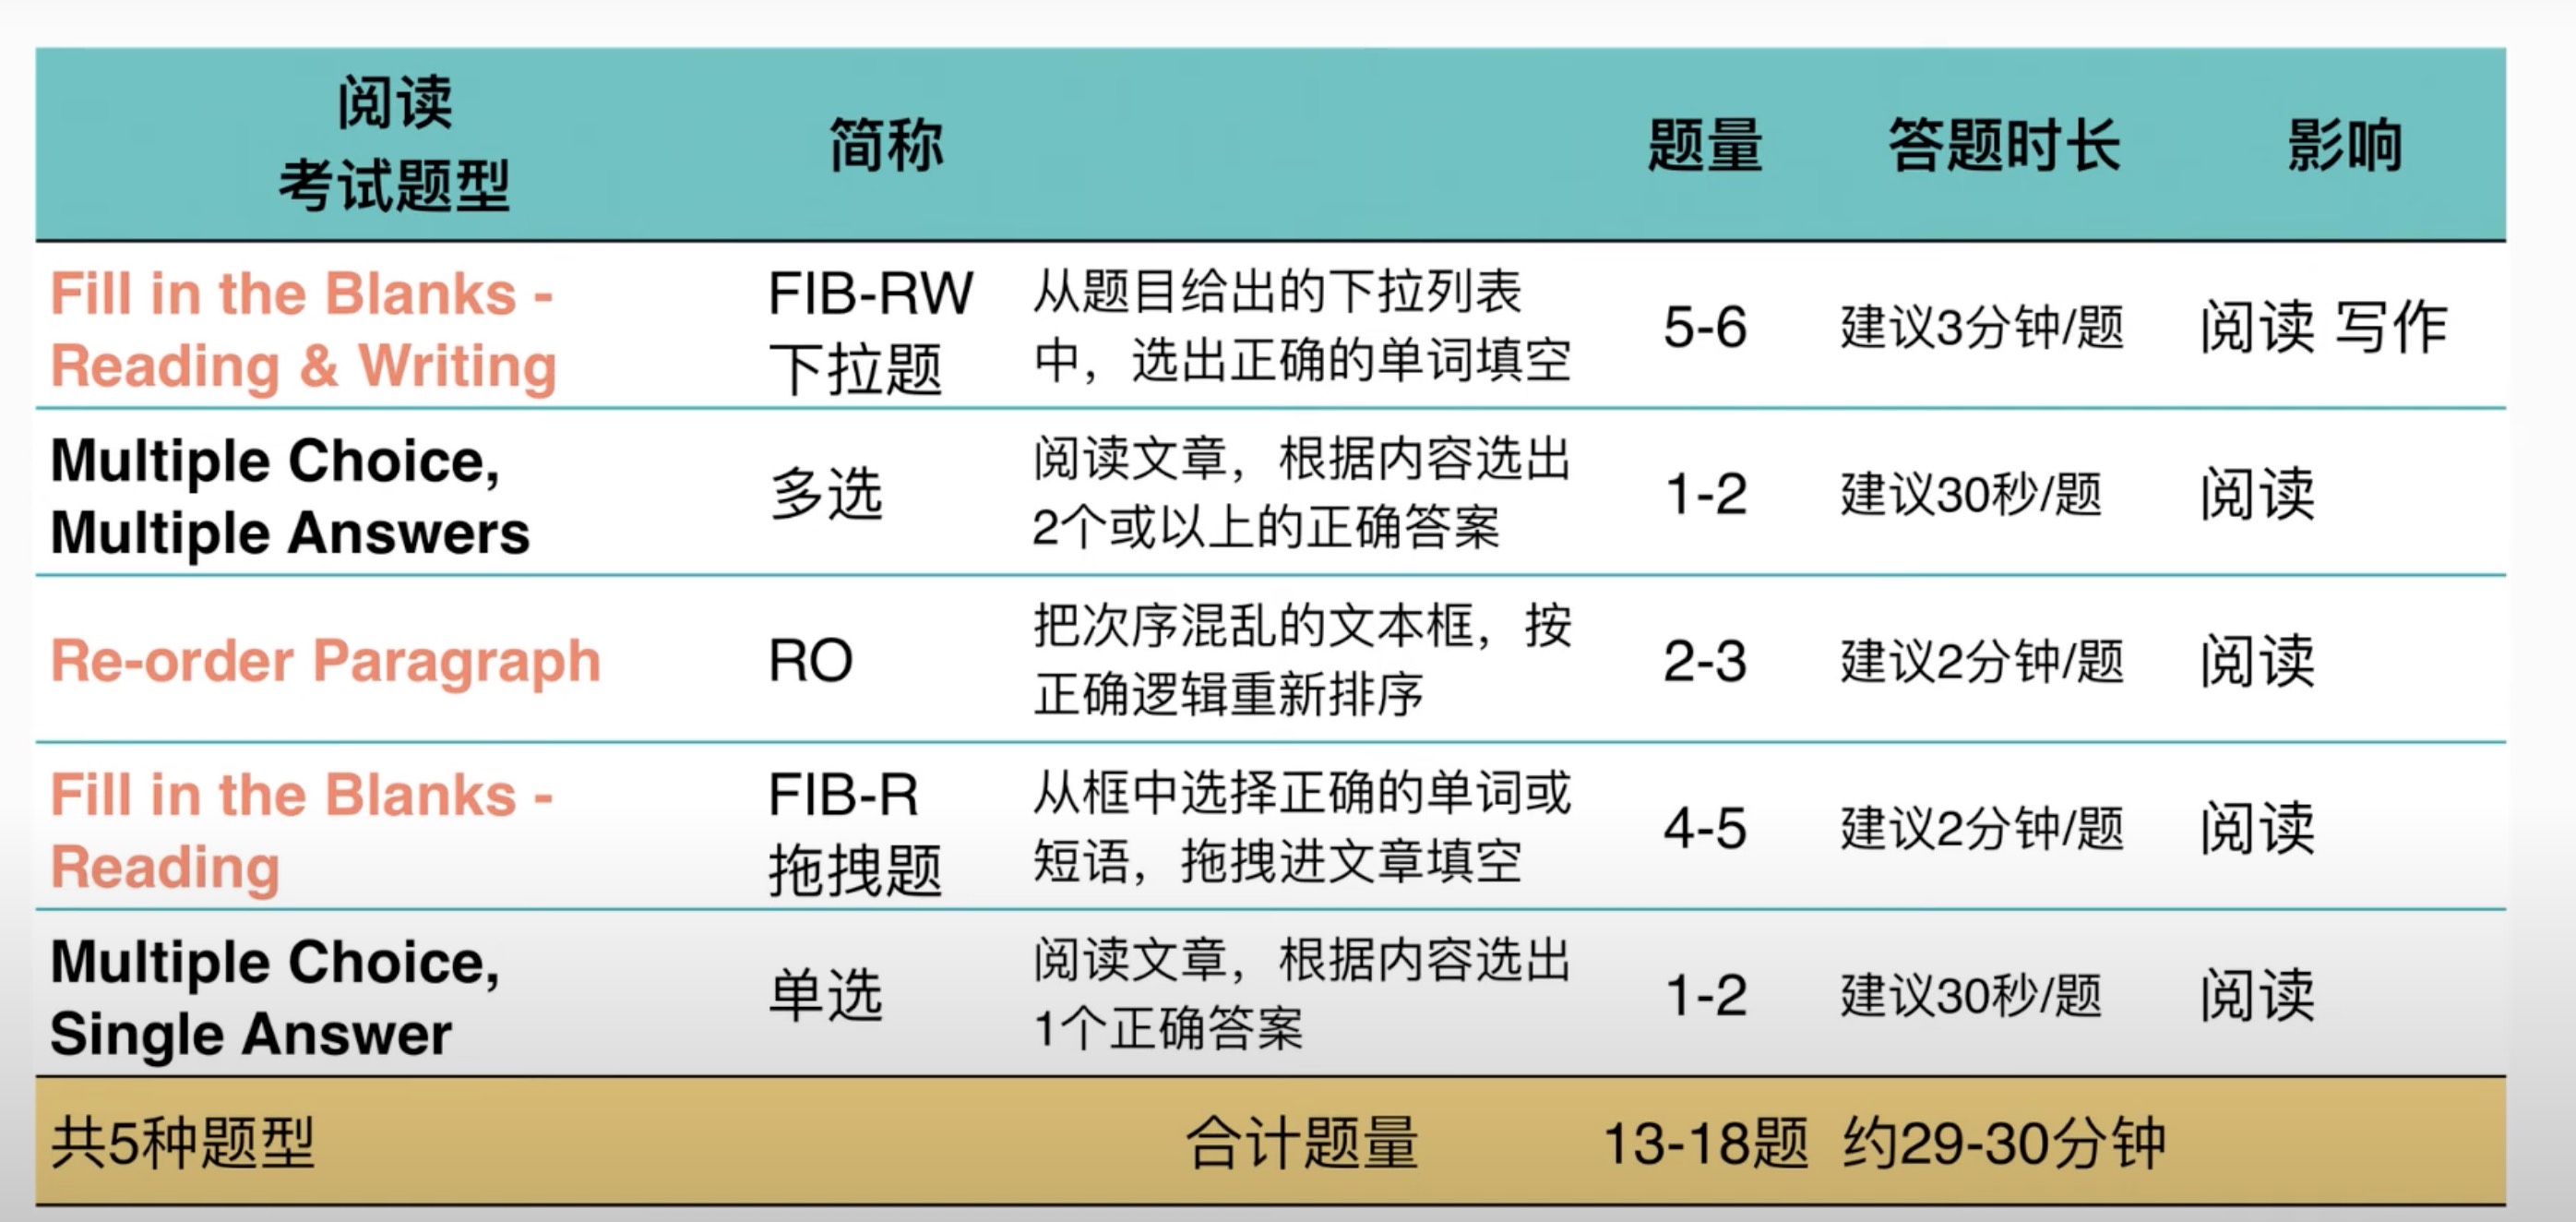 阅读
考试题型
简称
题量
答题时长
影响
Fill in the Blanks -
Reading & Writing
FIB-RW
下拉题
从题目给出的下拉列表
中，选出正确的单词填空
5-6
建议3分钟/题
阅读 写作
Multiple Choice,
Multiple Answers
多选
阅读文章，根据内容选出
2个或以上的正确答案
1-2
建议30秒/题
阅读
Re-order Paragraph
RO
把次序混乱的文本框，按
正确逻辑重新排序
2-3
建议2分钟/题
阅读
Fill in the Blanks -
Reading
FIB-R
拖拽题
从框中选择正确的单词或
短语，拖拽进文章填空
4-5
建议2分钟/题
阅读
Multiple Choice,
Single Answer
单选
阅读文章，根据内容选出
1个正确答案
1-2
建议30秒/题
阅读
共5种题型
合计题量
13-18题
约29-30分钟